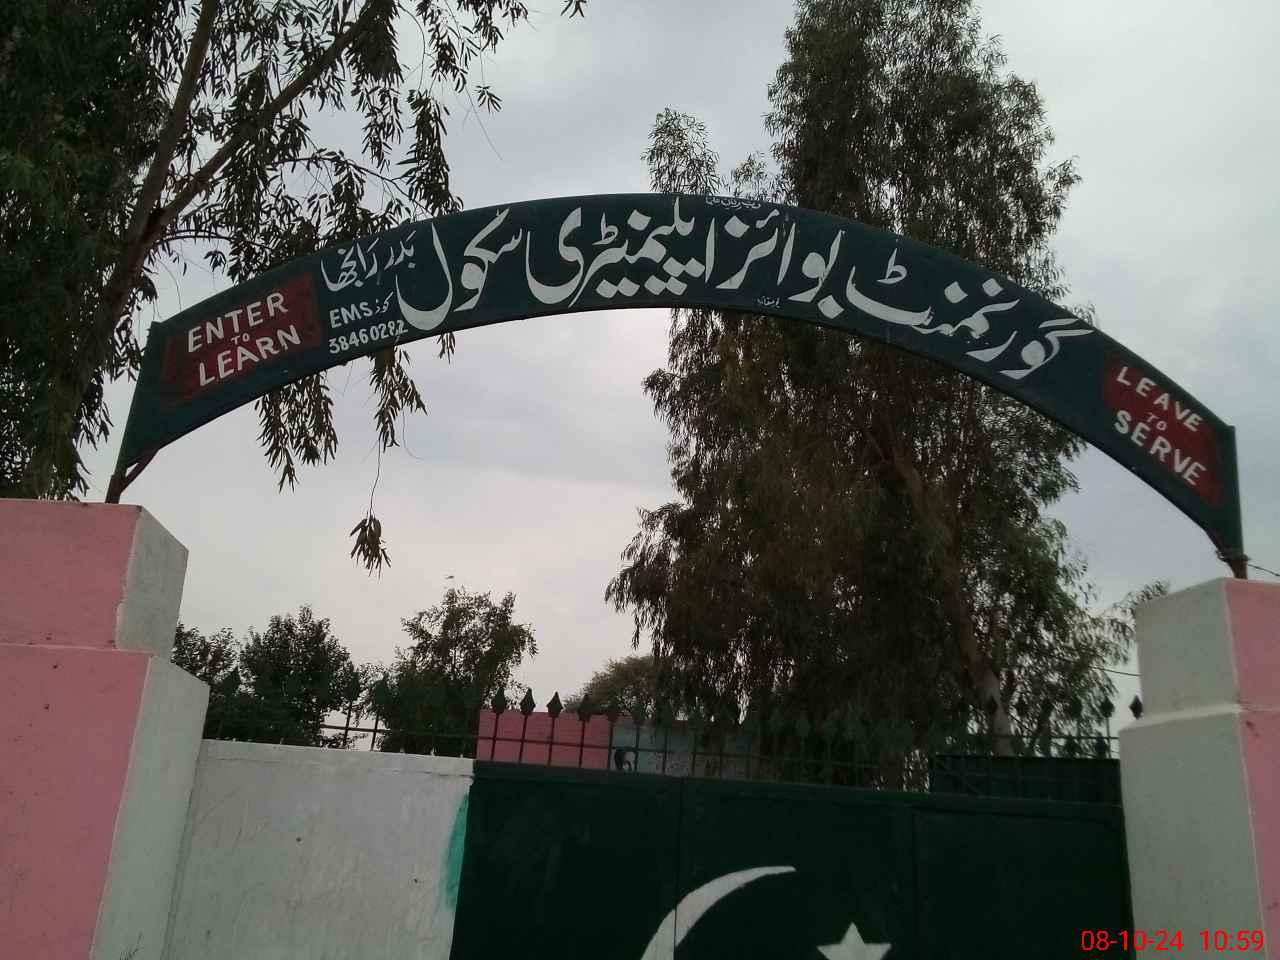 گورنمنٹ بوائز ایلیمنیٹری سکول بدر رانجھا
EMS کوڈ
38460282
ENTER
TO
LEARN
LEAVE
TO
SERVE
08-10-24 10:59